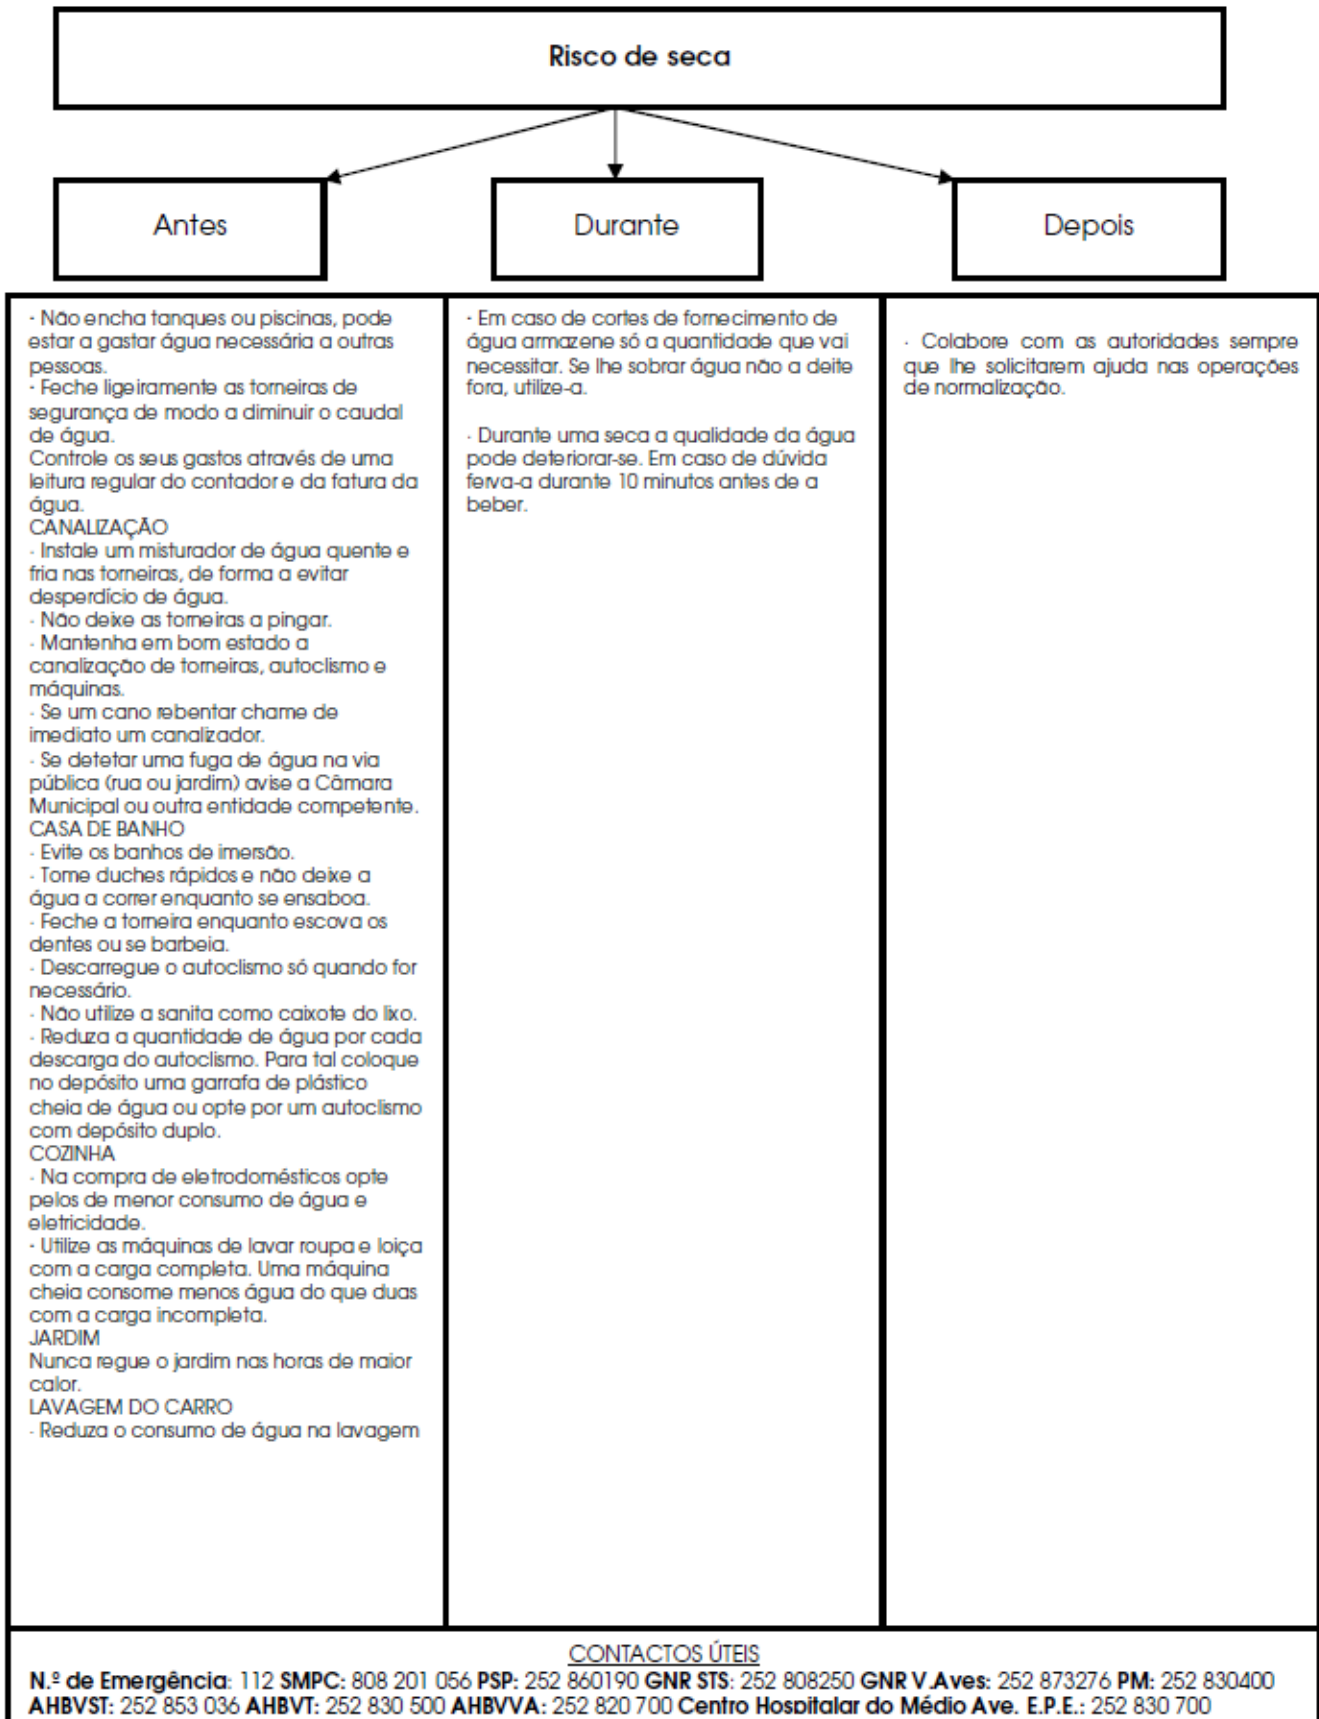 Risco de seca
Antes
Durante
Depois
- Não encha tanques ou piscinas, pode
estar a gastar água necessária a outras
pessoas.
- Feche ligeiramente as torneiras de
segurança de modo a diminuir o caudal
de água.
Controle os seus gastos através de uma
leitura regular do contador e da fatura da
água.
CANALIZAÇÃO
· Instale um misturador de água quente e
fria nas torneiras, de forma a evitar
desperdício de água.
· Não deixe as torneiras a pingar.
· Mantenha em bom estado a
canalização de torneiras, autoclismo e
máquinas.
· Se um cano rebentar chame de
imediato um canalizador.
· Se detetar uma fuga de água na via
pública (rua ou jardim) avise a Câmara
Municipal ou outra entidade competente.
CASA DE BANHO
· Evite os banhos de imersão.
· Tome duches rápidos e não deixe a
água a correr enquanto se ensaboa.
· Feche a torneira enquanto escova os
dentes ou se barbeia.
· Descarregue o autoclismo só quando for
necessário.
· Não utilize a sanita como caixote do lixo.
· Reduza a quantidade de água por cada
descarga do autoclismo. Para tal coloque
no depósito uma garrafa de plástico
cheia de água ou opte por um autoclismo
com depósito duplo.
COZINHA
· Na compra de eletrodomésticos opte
pelos de menor consumo de água e
eletricidade.
- Utilize as máquinas de lavar roupa e loiça
com a carga completa. Uma máquina
cheia consome menos água do que duas
com a carga incompleta.
JARDIM
Nunca regue o jardim nas horas de maior
calor.
LAVAGEM DO CARRO
· Reduza o consumo de água na lavagem
· Em caso de cortes de fornecimento de
água armazene só a quantidade que vai
necessitar. Se lhe sobrar água não a deite
fora, utilize-a.
· Durante uma seca a qualidade da água
pode deteriorar-se. Em caso de dúvida
ferva-a durante 10 minutos antes de a
beber.
· Colabore com as autoridades sempre
que lhe solicitarem ajuda nas operações
de normalização.
CONTACTOS ÚTEIS
N.º de Emergência: 112 SMPC: 808 201 056 PSP: 252 860190 GNR STS: 252 808250 GNR V.Aves: 252 873276 PM: 252 830400
AHBVST: 252 853 036 AHBVT: 252 830 500 AHBVVA: 252 820 700 Centro Hospitalar do Médio Ave. E.P.E.: 252 830 700